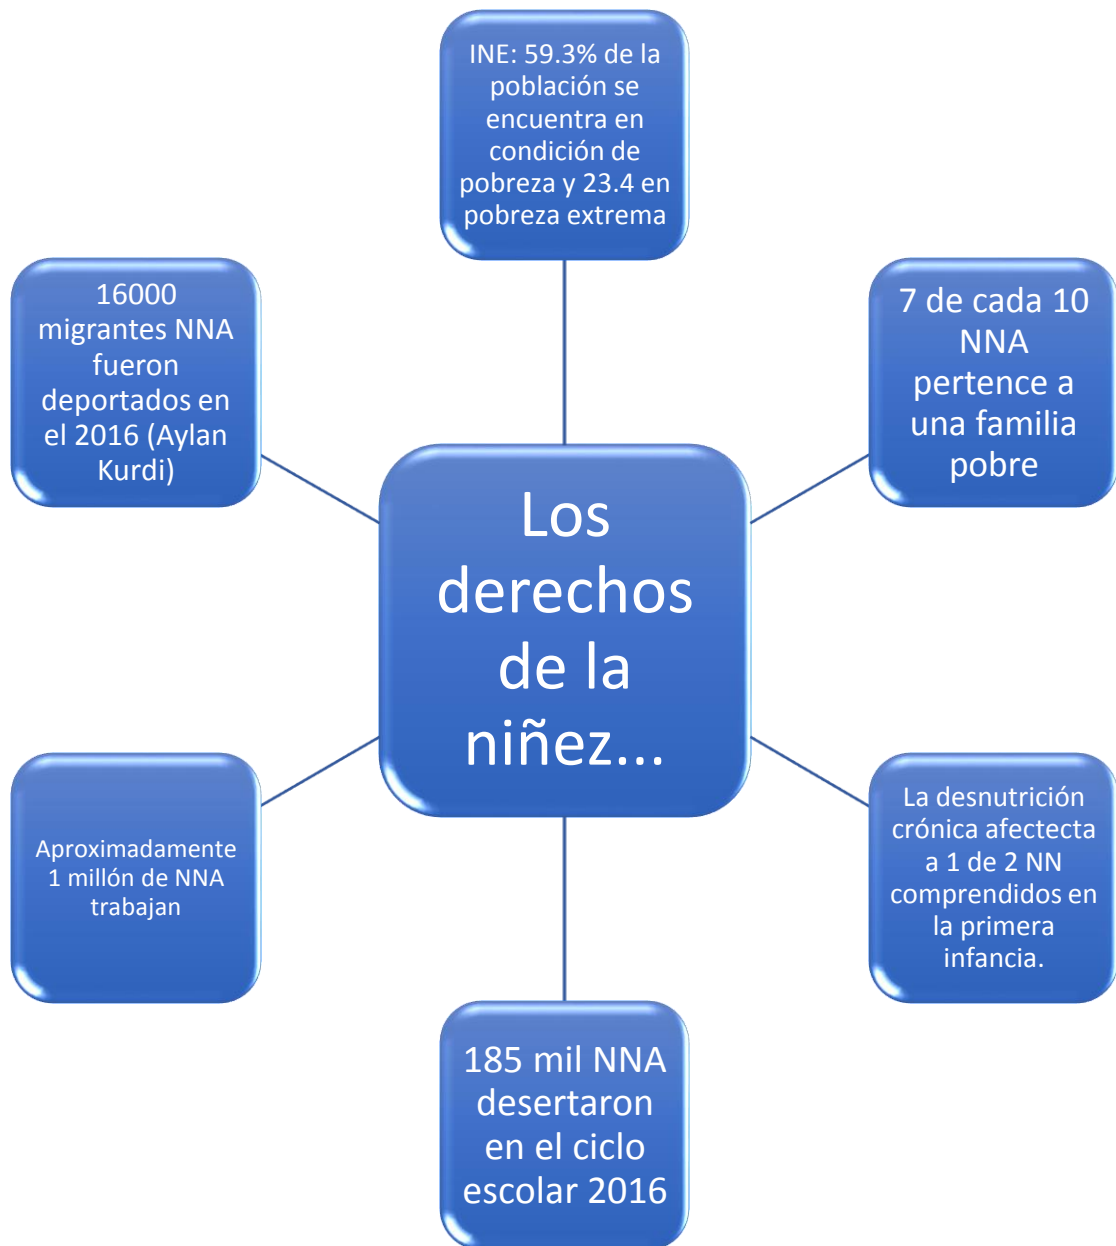 INE: 59.3% de la
población se
encuentra en
condición de
pobreza y 23.4 en
pobreza extrema
16000
migrantes NNA
fueron
deportados en
el 2016 (Aylan
Kurdi)
7 de cada 10
NNA
pertence a
una familia
pobre
Los
derechos
de la
niñez...
Aproximadamente
1 millón de NNA
trabajan
La desnutrición
crónica afectecta
a 1 de 2 NN
comprendidos en
la primera
infancia.
185 mil NNA
desertaron
en el ciclo
escolar 2016